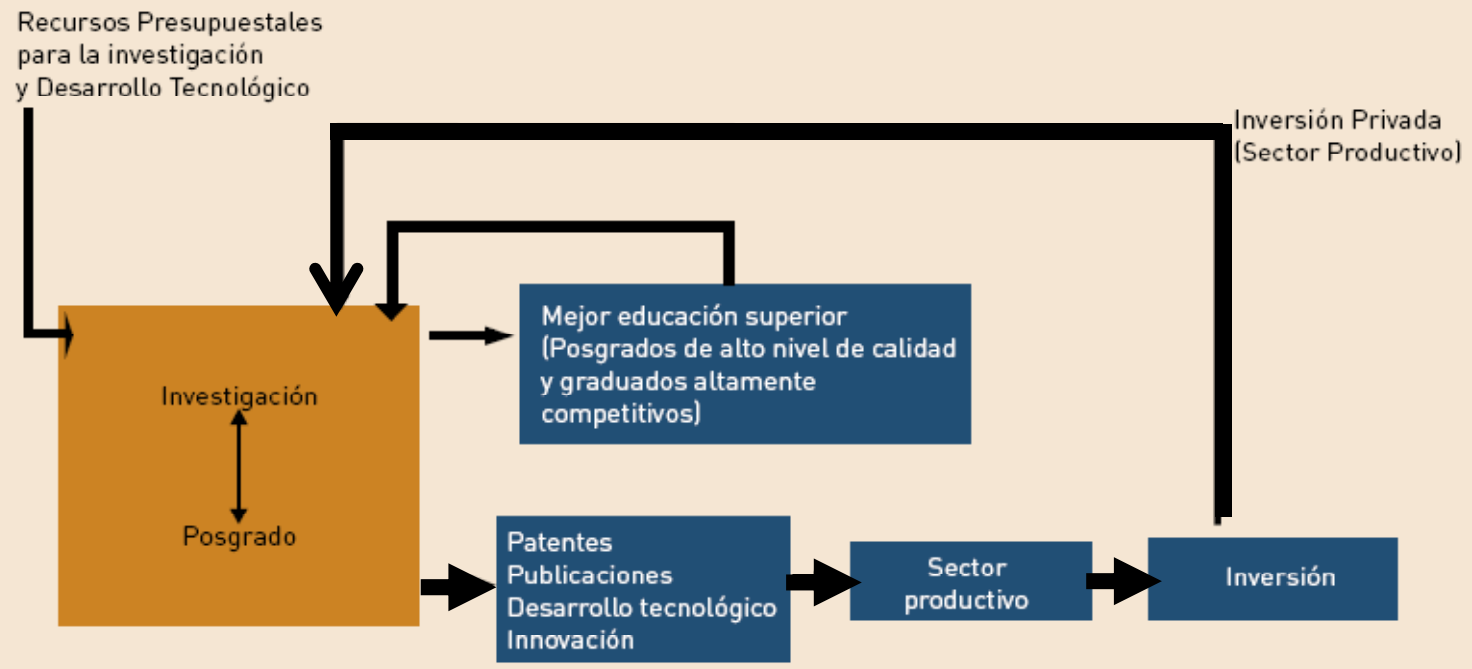 Recursos Presupuestales
para la investigación
y Desarrollo Tecnológico
Inversión Privada
(Sector Productivo)
Mejor educación superior
(Posgrados de alto nivel de calidad
y graduados altamente
competitivos)
Investigación
Posgrado
Patentes
Publicaciones
Desarrollo tecnológico
Innovación
Sector
productivo
Inversión